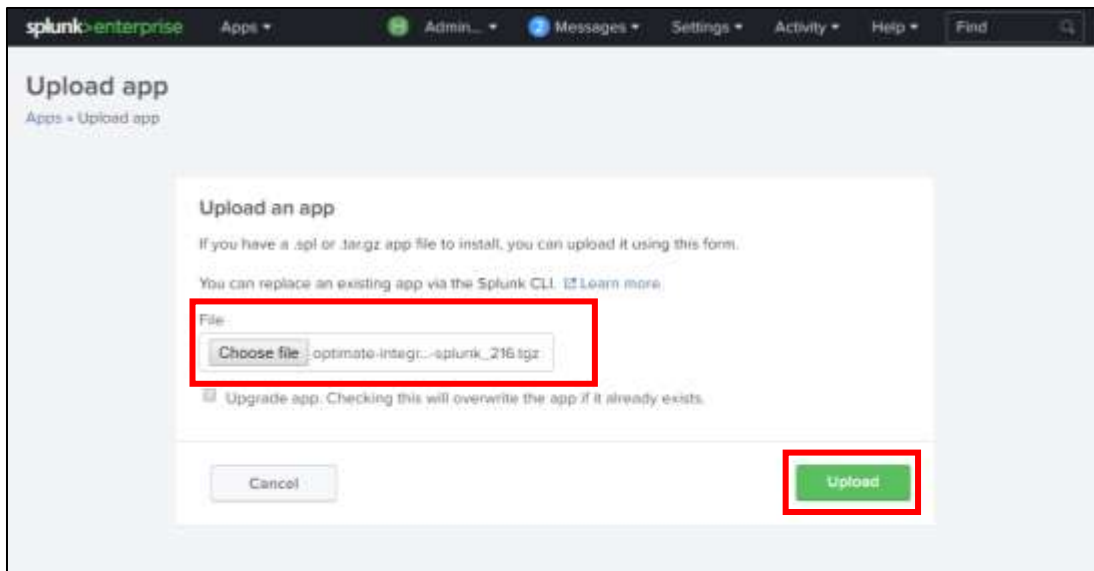 splunk>enterprise Apps Admin... 2 Messages Settings Activity Help Find
Upload app
Apps » Upload app
Upload an app
If you have a .spl or .tar.gz app file to install, you can upload it using this form.
You can replace an existing app via the Splunk CLI. Learn more.
File
Choose file optimate-integr...-splunk_216.tgz
Upgrade app. Checking this will overwrite the app if it already exists.
Cancel Upload